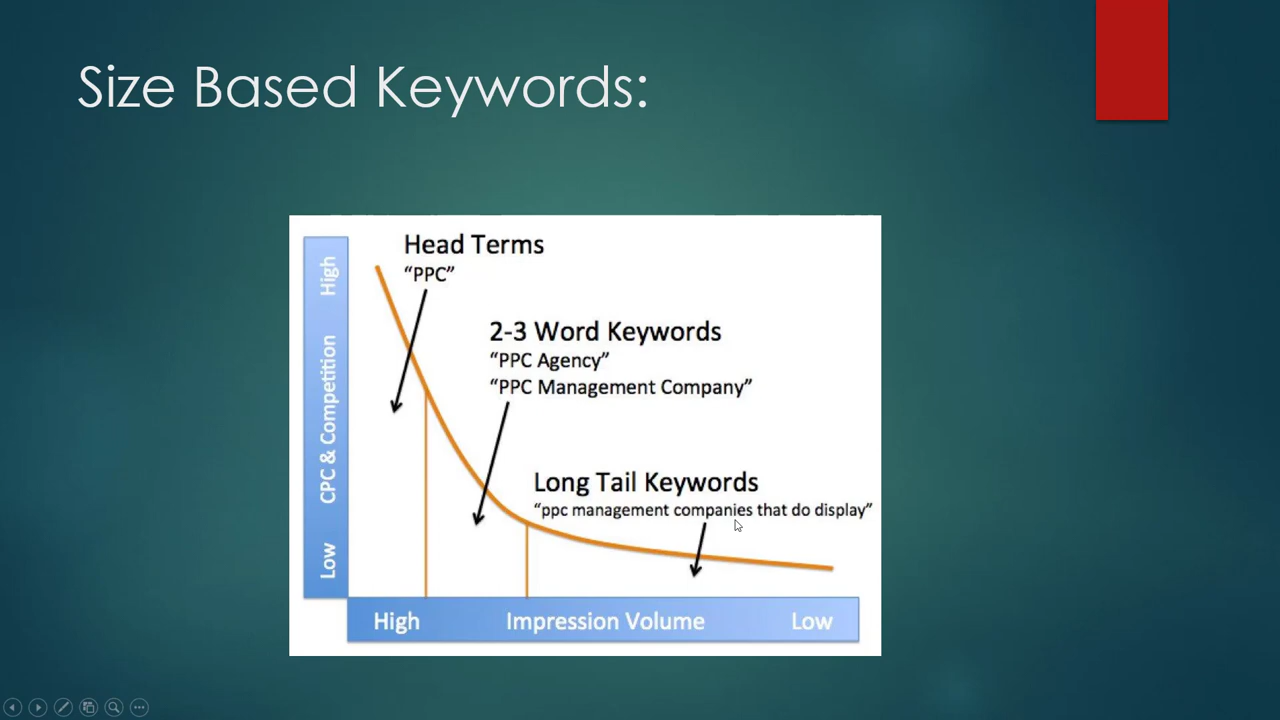 Size Based Keywords:
Head Terms
“PPC”
2-3 Word Keywords
“PPC Agency”
“PPC Management Company”
Long Tail Keywords
“ppc management companies that do display”
High
CPC & Competition
Low
High
Impression Volume
Low